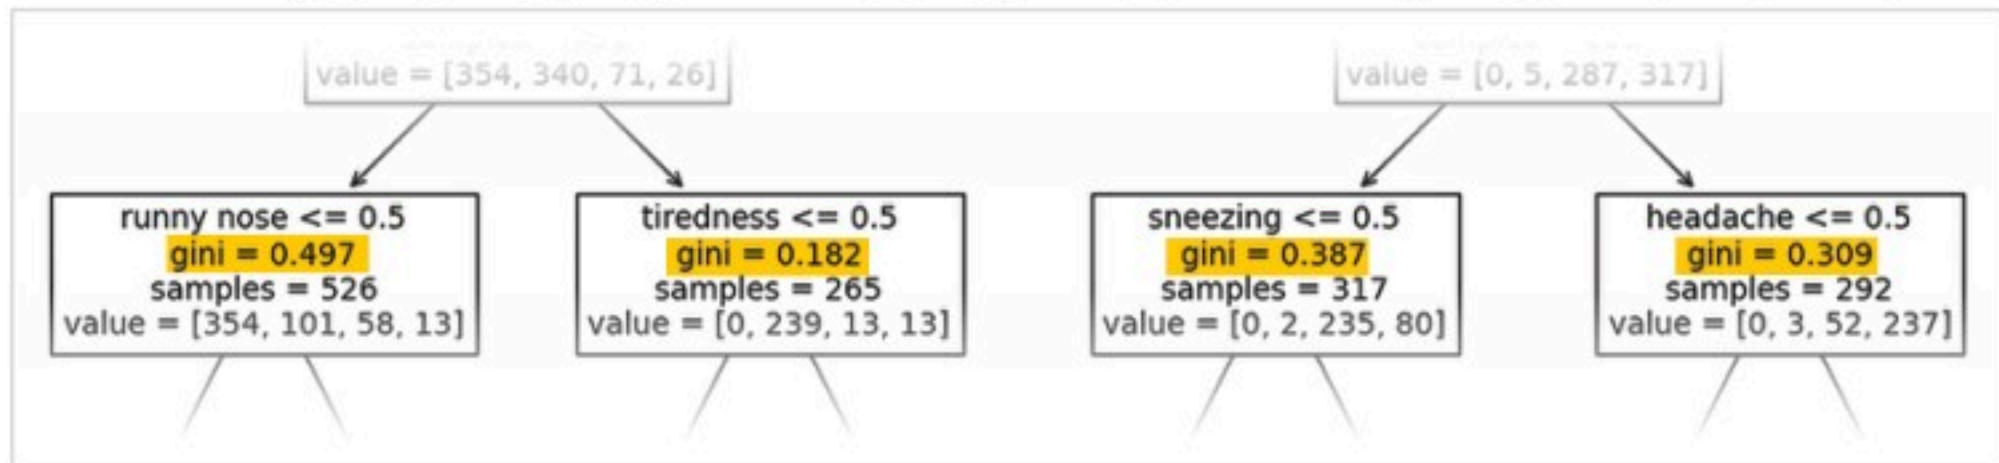 value = [354, 340, 71, 26]
value = [0, 5, 287, 317]
runny nose <= 0.5
gini = 0.497
samples = 526
value = [354, 101, 58, 13]
tiredness <= 0.5
gini = 0.182
samples = 265
value = [0, 239, 13, 13]
sneezing <= 0.5
gini = 0.387
samples = 317
value = [0, 2, 235, 80]
headache <= 0.5
gini = 0.309
samples = 292
value = [0, 3, 52, 237]